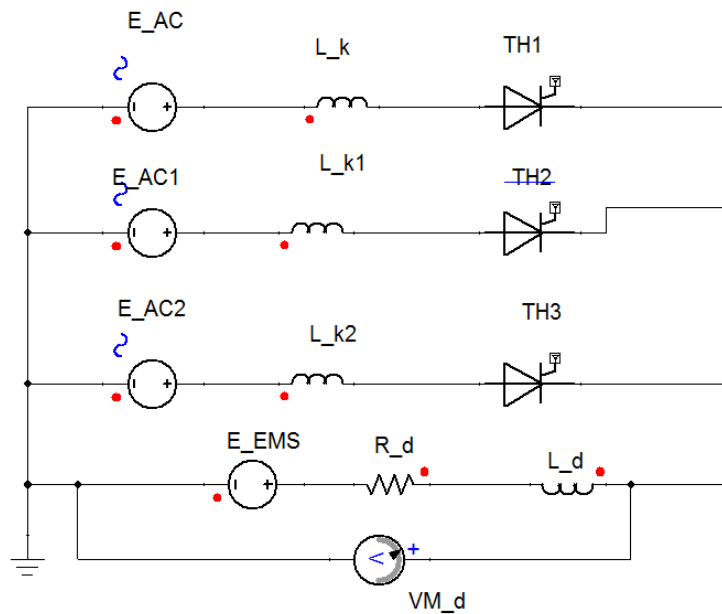 E_AC
L_k
TH1
E_AC1
L_k1
TH2
E_AC2
L_k2
TH3
E_EMS
R_d
L_d
VM_d